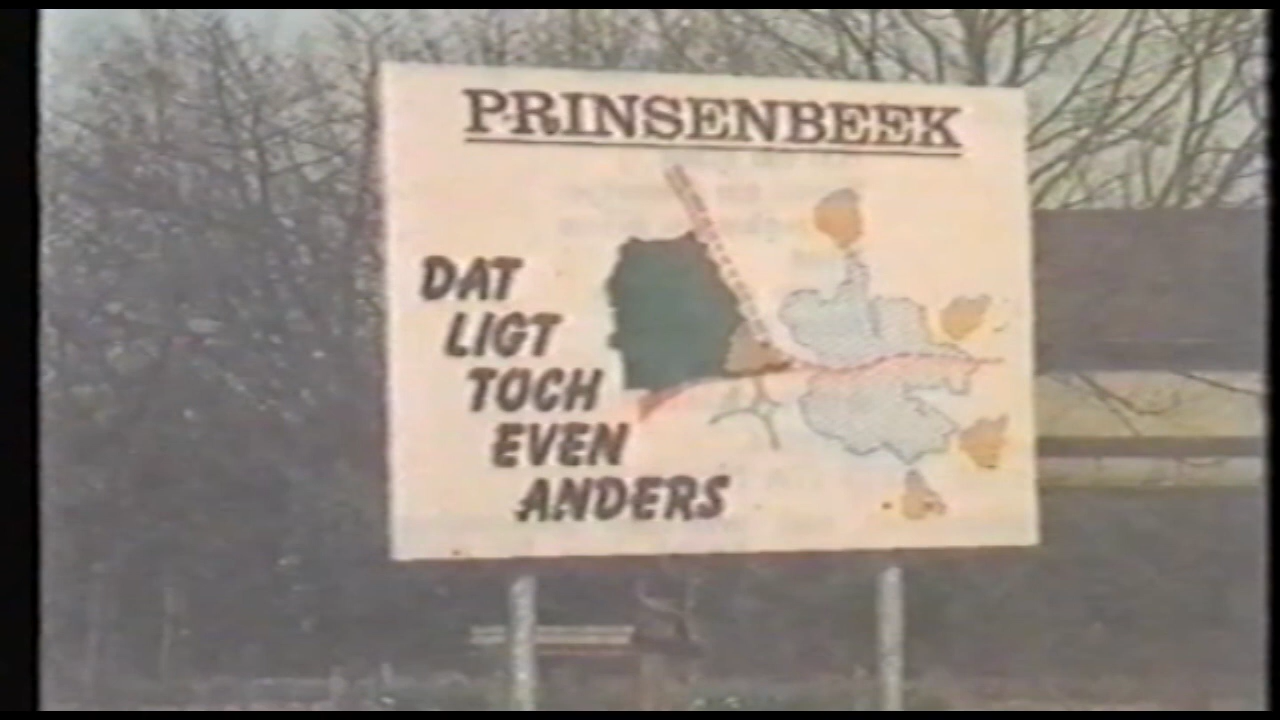 PRINSENBEEK
DAT
LIGT
TOCH
EVEN
ANDERS